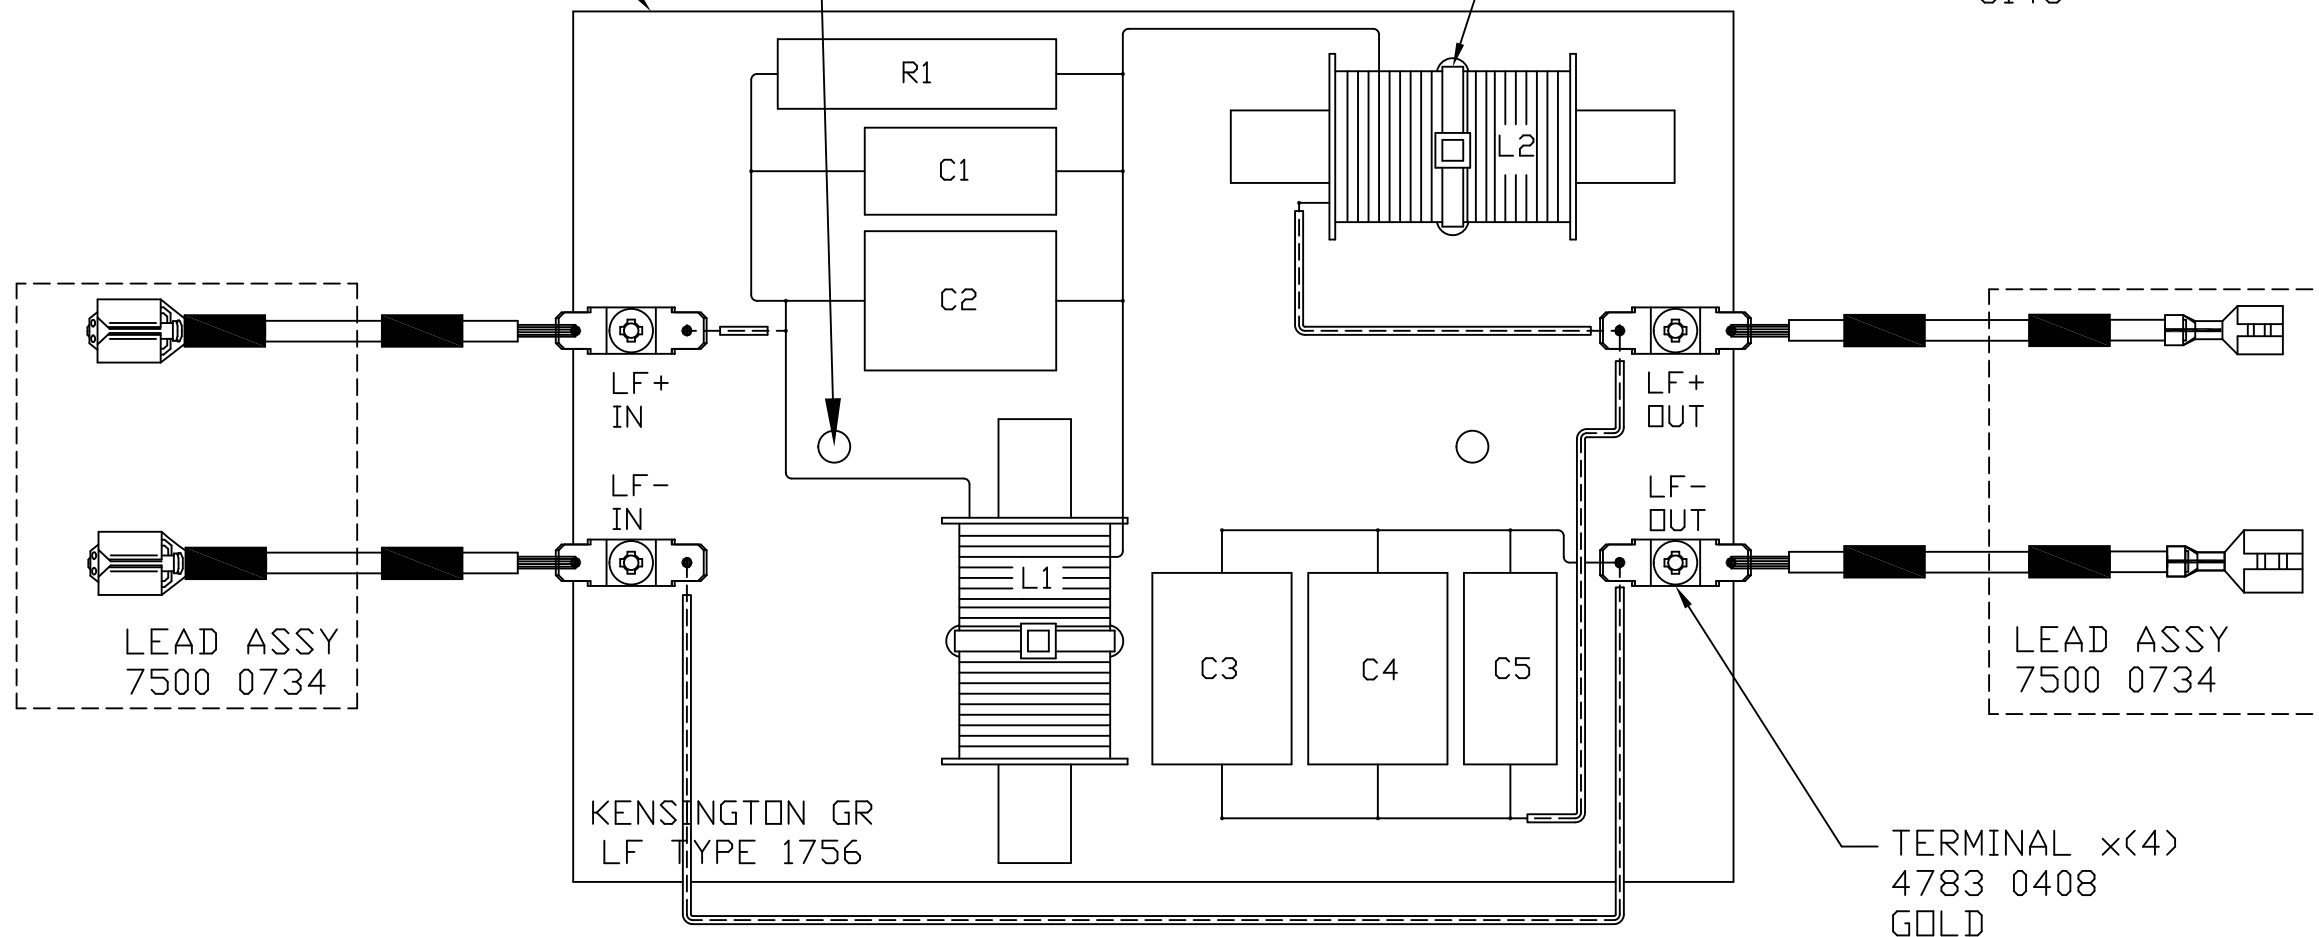 R1
C1
C2
L2
LF+
IN
LF+
OUT
LF-
IN
LF-
OUT
L1
C3
C4
C5
LEAD ASSY
7500 0734
LEAD ASSY
7500 0734
KENSINGTON GR
LF TYPE 1756
TERMINAL x(4)
4783 0408
GOLD